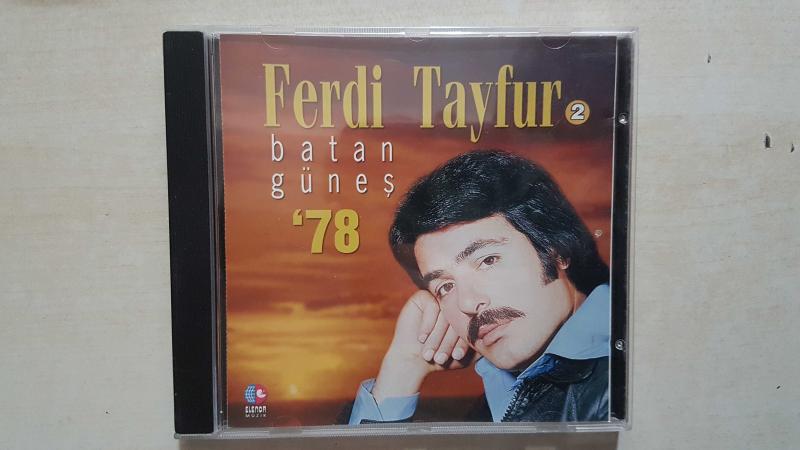 Ferdi Tayfur 2
batan
güneş
'78
ELENOR
MÜZİK